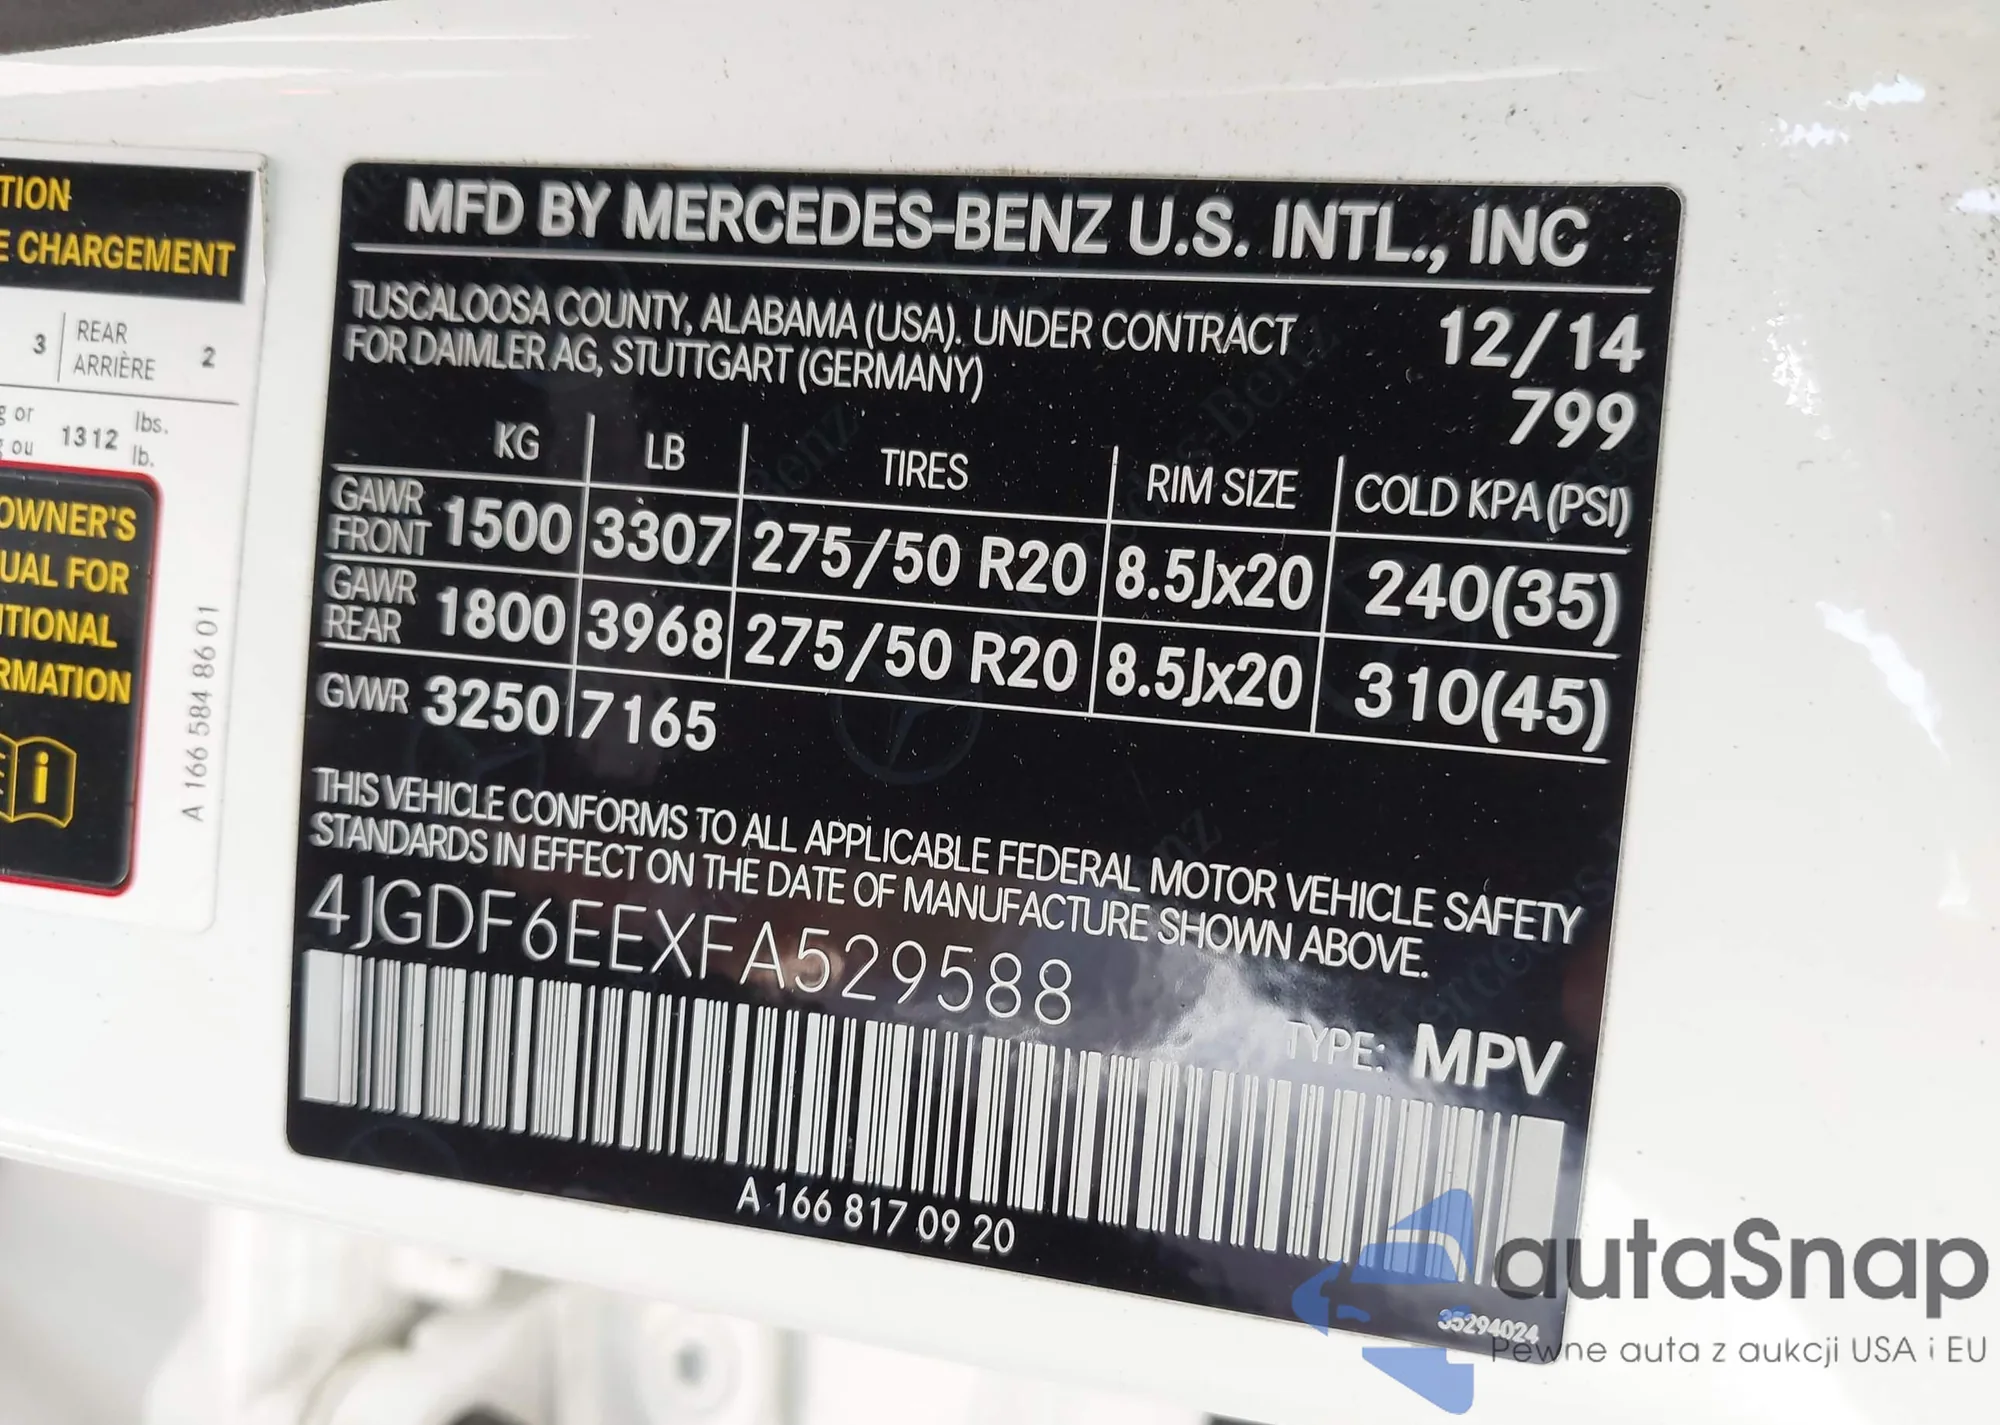 TION
E CHARGEMENT
3 REAR ARRIÈRE 2
g or
g ou 1312 lbs. lb.
OWNER'S
UAL FOR
ITIONAL
RMATION
i
A 166 584 86 01
MFD BY MERCEDES-BENZ U.S. INTL., INC
TUSCALOOSA COUNTY, ALABAMA (USA). UNDER CONTRACT 12/14
FOR DAIMLER AG, STUTTGART (GERMANY)
799
KG LB TIRES RIM SIZE COLD KPA (PSI)
GAWR FRONT 1500 3307 275/50 R20 8.5Jx20 240(35)
GAWR REAR 1800 3968 275/50 R20 8.5Jx20 310(45)
GVWR 3250 7165
THIS VEHICLE CONFORMS TO ALL APPLICABLE FEDERAL MOTOR VEHICLE SAFETY
STANDARDS IN EFFECT ON THE DATE OF MANUFACTURE SHOWN ABOVE.
4JGDF6EEXFA529588
TYPE: MPV
A 166 817 09 20
35294024
autaSnap
Pewne auta z aukcji USA i EU